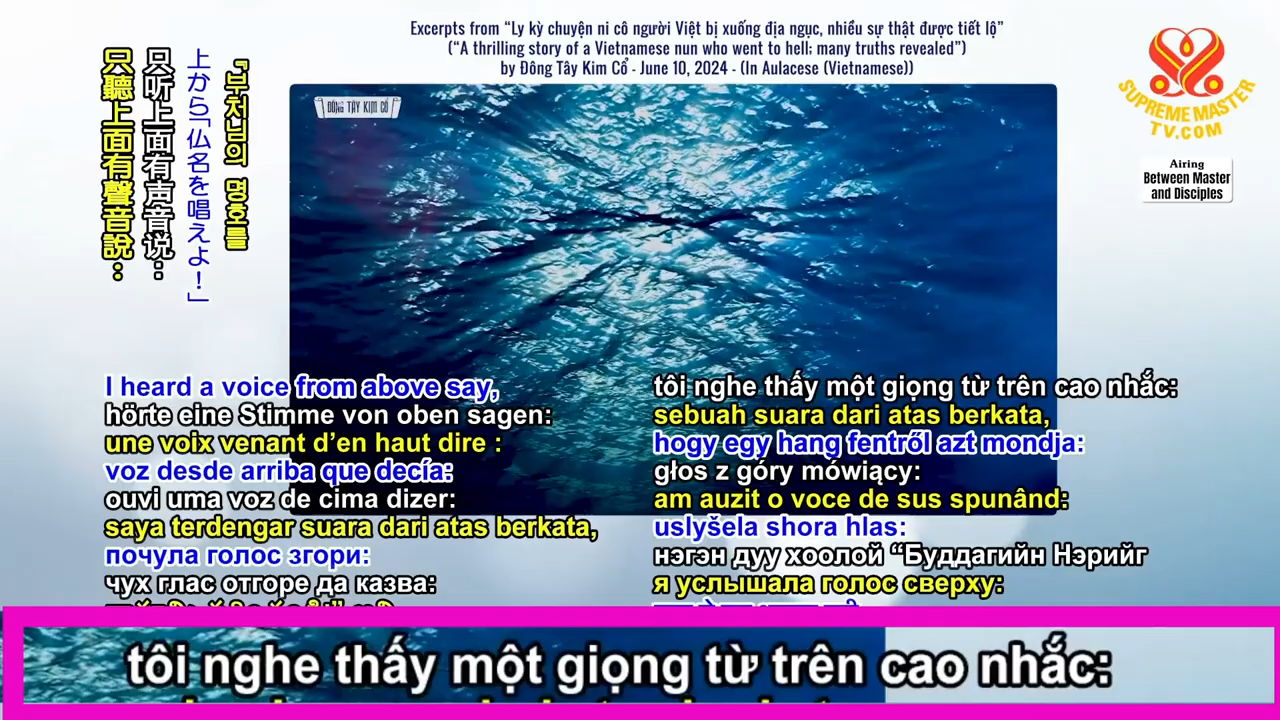 Excerpts from “Ly kỳ chuyện ni cô người Việt bị xuống địa ngục, nhiều sự thật được tiết lộ”
(“A thrilling story of a Vietnamese nun who went to hell; many truths revealed”)
by Đông Tây Kim Cổ - June 10, 2024 - (In Aulacese (Vietnamese))
ĐÔNG TÂY KIM CỔ
SUPREME MASTER
TV.COM
Airing
Between Master
and Disciples
『부처님의 명호를
上から「仏名を唱えよ！」
只听上面有声音说：
只聽上面有聲音說：
I heard a voice from above say,
hörte eine Stimme von oben sagen:
une voix venant d’en haut dire :
voz desde arriba que decía:
ouvi uma voz de cima dizer:
saya terdengar suara dari atas berkata,
почула голос згори:
чух глас отгоре да казва:
tôi nghe thấy một giọng từ trên cao nhắc:
sebuah suara dari atas berkata,
hogy egy hang fentről azt mondja:
głos z góry mówiący:
am auzit o voce de sus spunând:
uslyšela shora hlas:
нэгэн дуу хоолой “Буддагийн Нэрийг
я услышала голос сверху:
tôi nghe thấy một giọng từ trên cao nhắc: